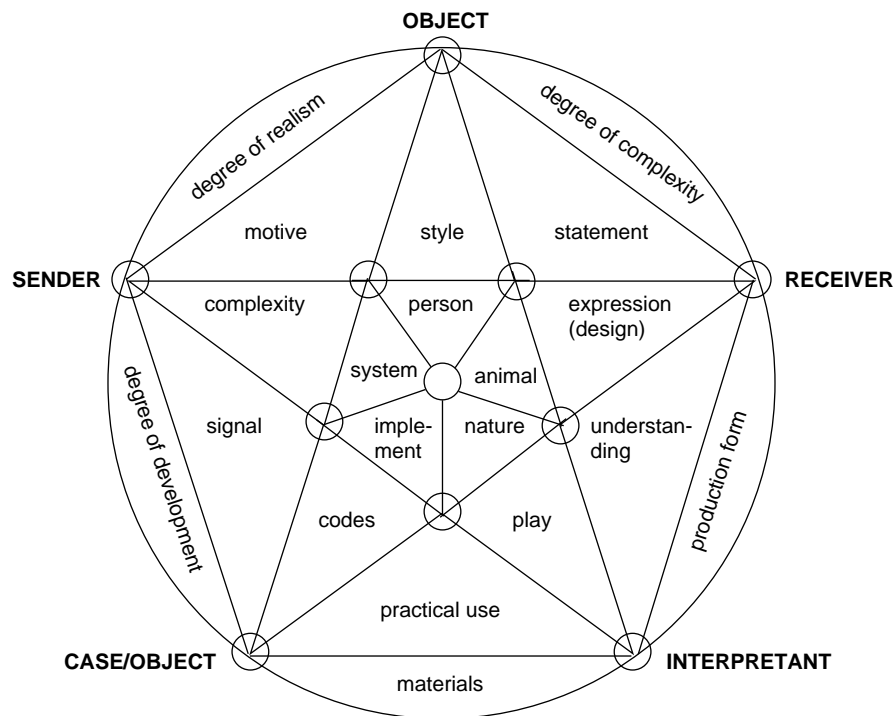 OBJECT
degree of realism
degree of complexity
motive
style
statement
SENDER
RECEIVER
complexity
person
expression
(design)
system
animal
degree of development
signal
imple-
ment
nature
understan-
ding
production form
codes
play
practical use
CASE/OBJECT
INTERPRETANT
materials